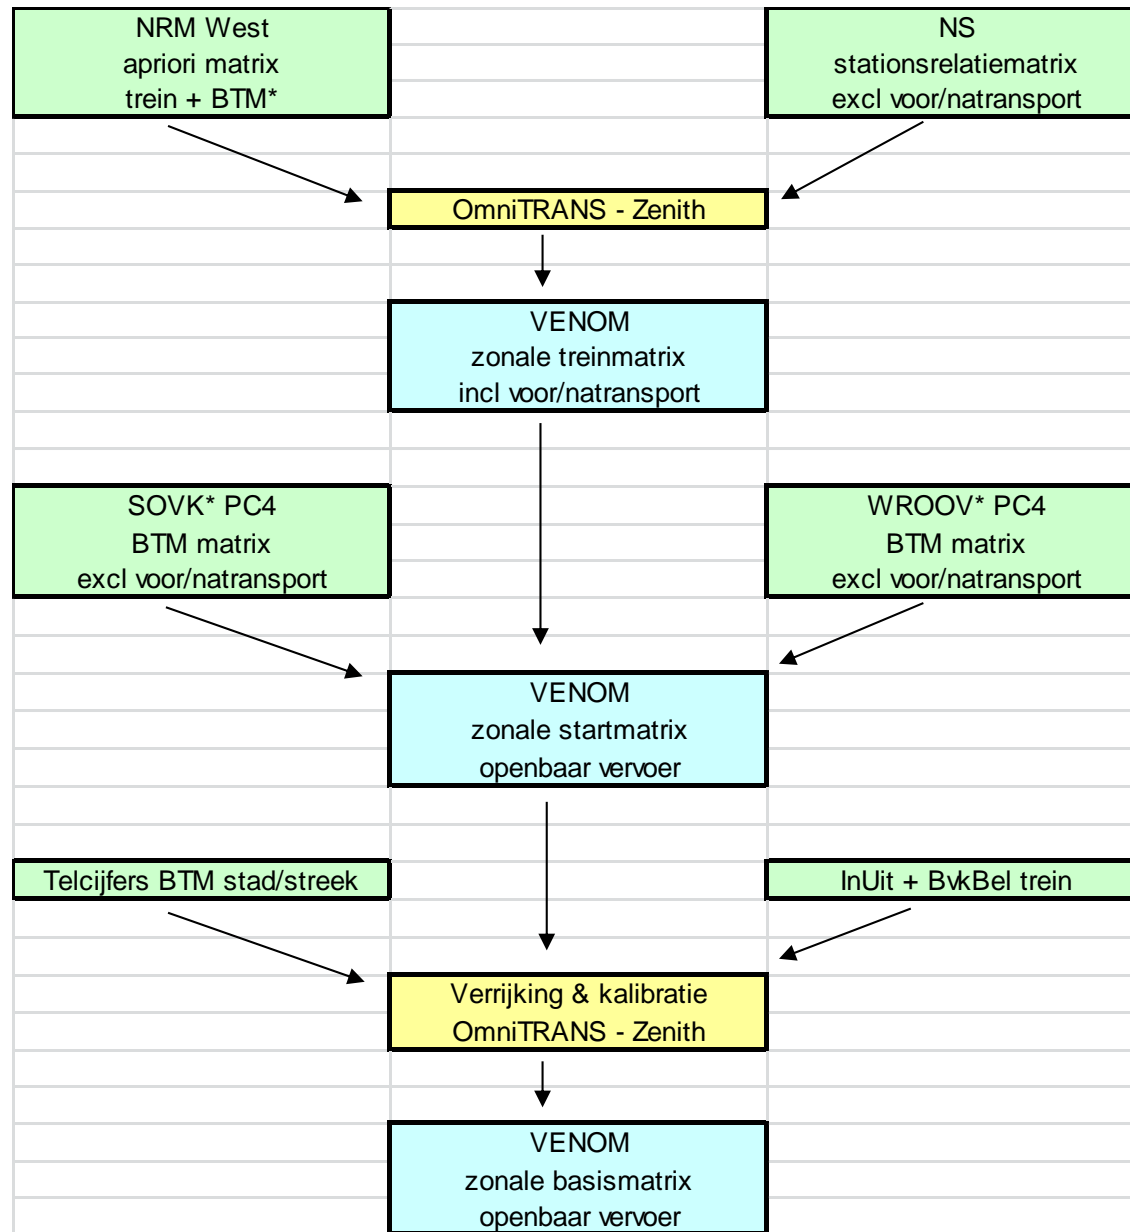 NRM West
apriori matrix
trein + BTM*
NS
stationsrelatiematrix
excl voor/natransport
OmniTRANS - Zenith
VENOM
zonale treinmatrix
incl voor/natransport
SOVK* PC4
BTM matrix
excl voor/natransport
WROOV* PC4
BTM matrix
excl voor/natransport
VENOM
zonale startmatrix
openbaar vervoer
Telcijfers BTM stad/streek
InUit + BvkBel trein
Verrijking & kalibratie
OmniTRANS - Zenith
VENOM
zonale basismatrix
openbaar vervoer